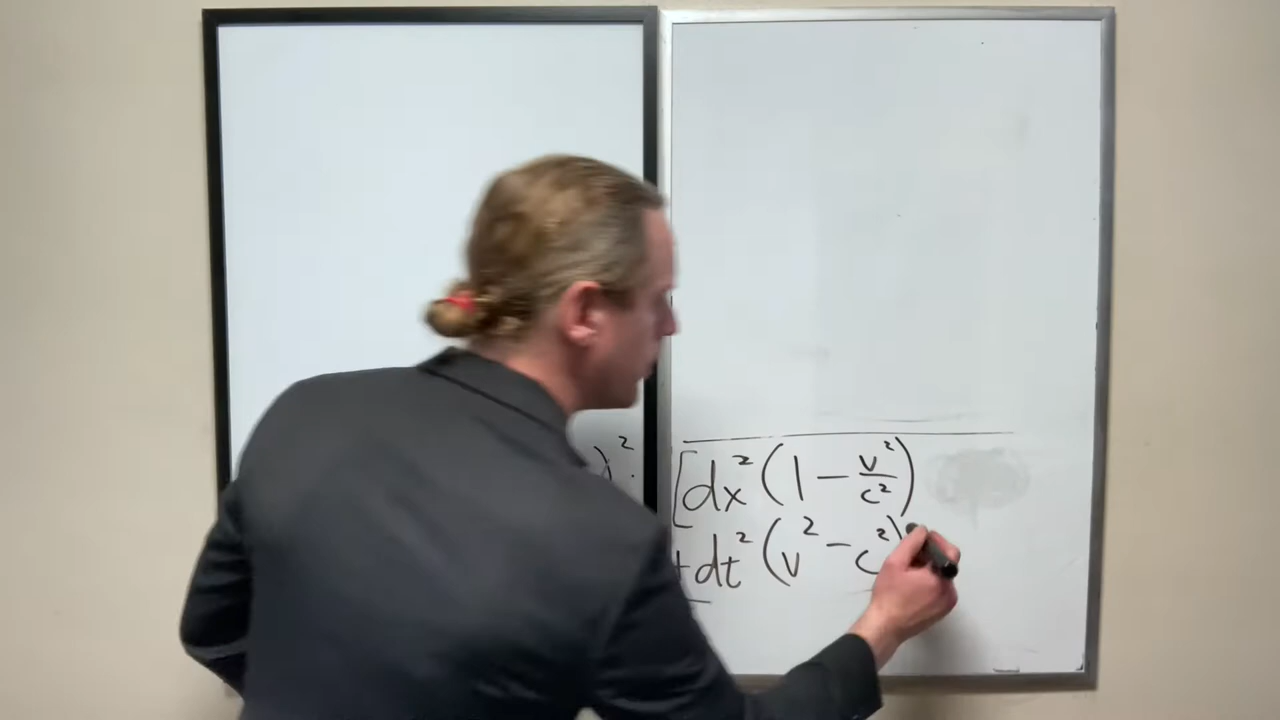 )². [dx² (1 − v²/c²)
+dt² (v² − c²)